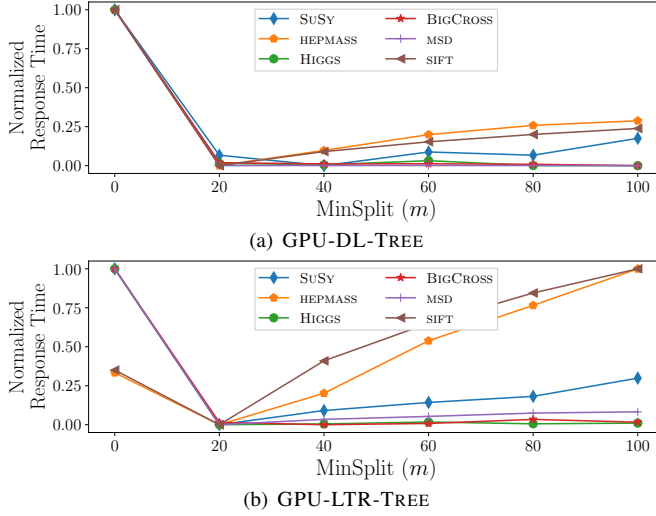 1.00
0.75
0.50
0.25
0.00
Normalized
Response Time
SUSY
HEPMASS
HIGGS
BIGCROSS
MSD
SIFT
0 20 40 60 80 100
MinSplit (m)
(a) GPU-DL-TREE
1.00
0.75
0.50
0.25
0.00
Normalized
Response Time
SUSY
HEPMASS
HIGGS
BIGCROSS
MSD
SIFT
0 20 40 60 80 100
MinSplit (m)
(b) GPU-LTR-TREE